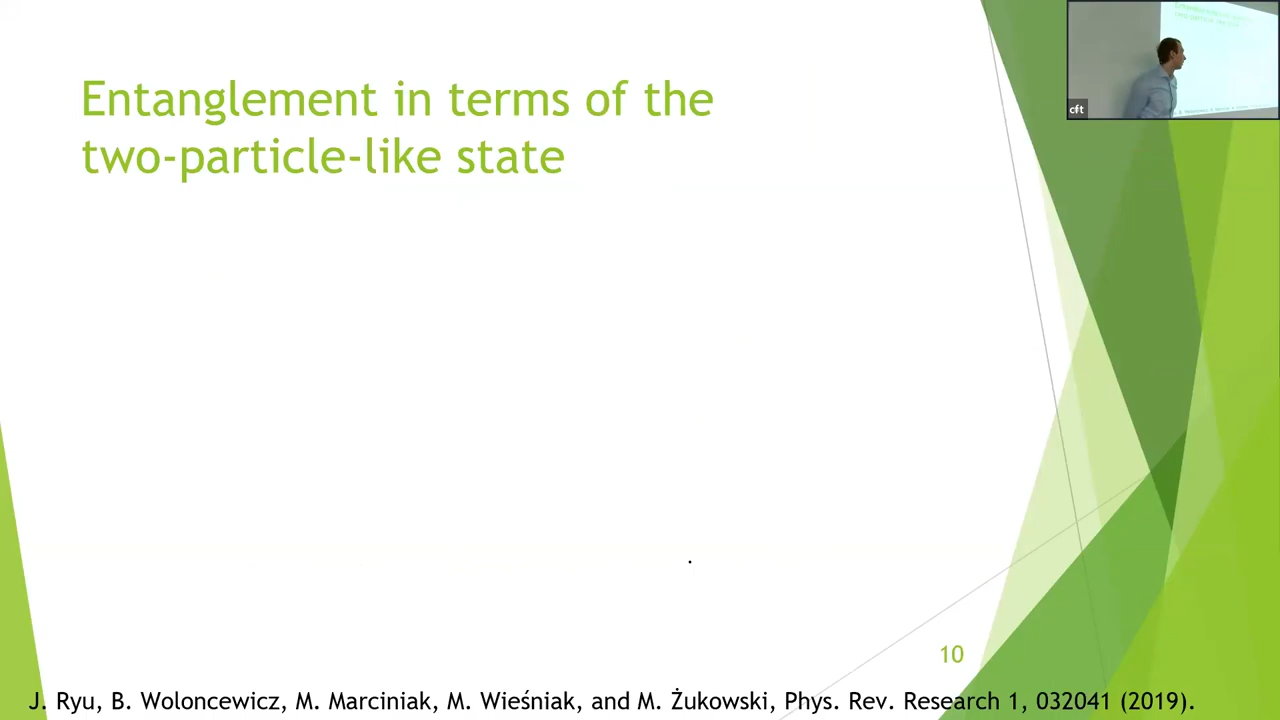 Entanglement in terms of the
two-particle-like state
cft
.
10
J. Ryu, B. Woloncewicz, M. Marciniak, M. Wieśniak, and M. Żukowski, Phys. Rev. Research 1, 032041 (2019).